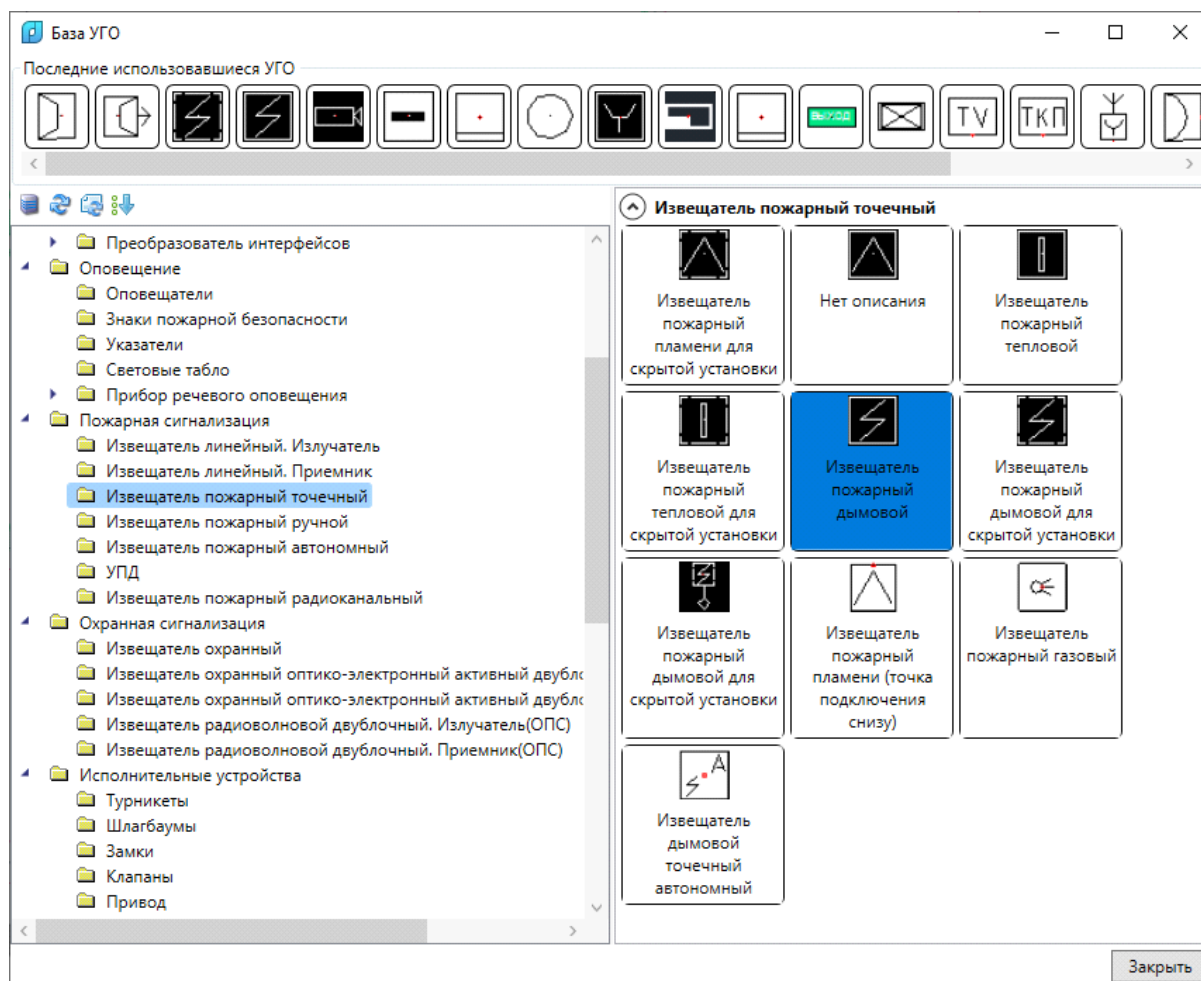 База УГО
Последние использовавшиеся УГО
ВЫХОД
TV
ТКП
Преобразователь интерфейсов
Оповещение
Оповещатели
Знаки пожарной безопасности
Указатели
Световые табло
Прибор речевого оповещения
Пожарная сигнализация
Извещатель линейный. Излучатель
Извещатель линейный. Приемник
Извещатель пожарный точечный
Извещатель пожарный ручной
Извещатель пожарный автономный
УПД
Извещатель пожарный радиоканальный
Охранная сигнализация
Извещатель охранный
Извещатель охранный оптико-электронный активный двубло
Извещатель охранный оптико-электронный активный двубло
Извещатель радиоволновой двублочный. Излучатель(ОПС)
Извещатель радиоволновой двублочный. Приемник(ОПС)
Исполнительные устройства
Турникеты
Шлагбаумы
Замки
Клапаны
Привод
Извещатель пожарный точечный
Извещатель
пожарный
пламени для
скрытой установки
Нет описания
Извещатель
пожарный
тепловой
Извещатель
пожарный
тепловой для
скрытой установки
Извещатель
пожарный
дымовой
Извещатель
пожарный
дымовой для
скрытой установки
Извещатель
пожарный
дымовой для
скрытой установки
Извещатель
пожарный
пламени (точка
подключения
снизу)
Извещатель
пожарный газовый
A
Извещатель
дымовой
точечный
автономный
Закрыть